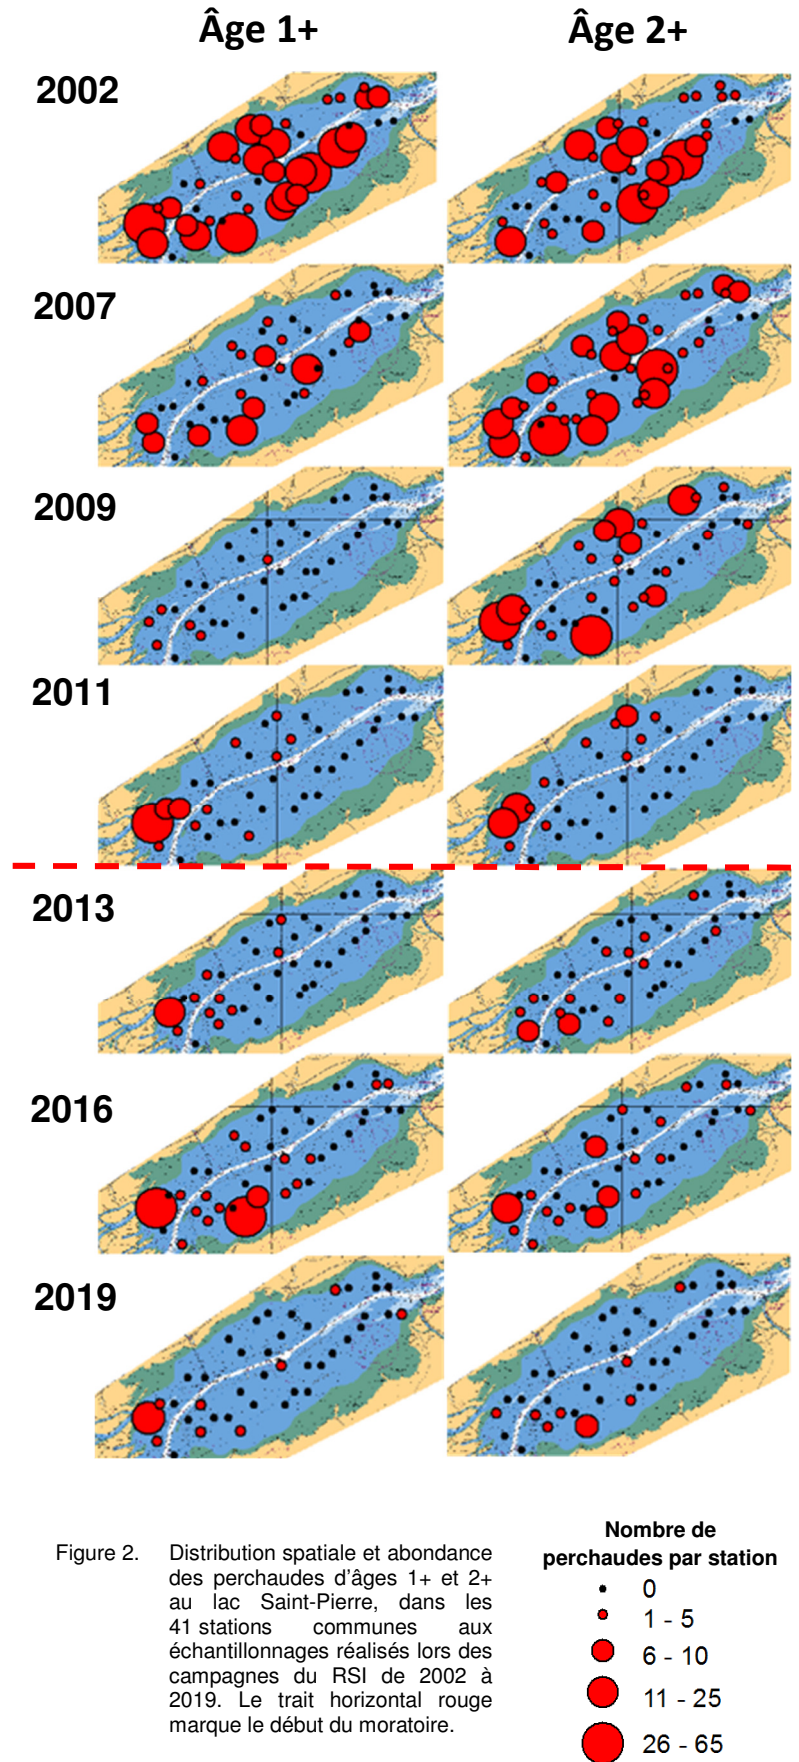 Âge 1+
Âge 2+
2002
2007
2009
2011
2013
2016
2019
Figure 2. Distribution spatiale et abondance
des perchaudes d'âges 1+ et 2+
au lac Saint-Pierre, dans les
41 stations communes aux
échantillonnages réalisés lors des
campagnes du RSI de 2002 à
2019. Le trait horizontal rouge
marque le début du moratoire.
Nombre de
perchaudes par station
0
1 - 5
6 - 10
11 - 25
26 - 65